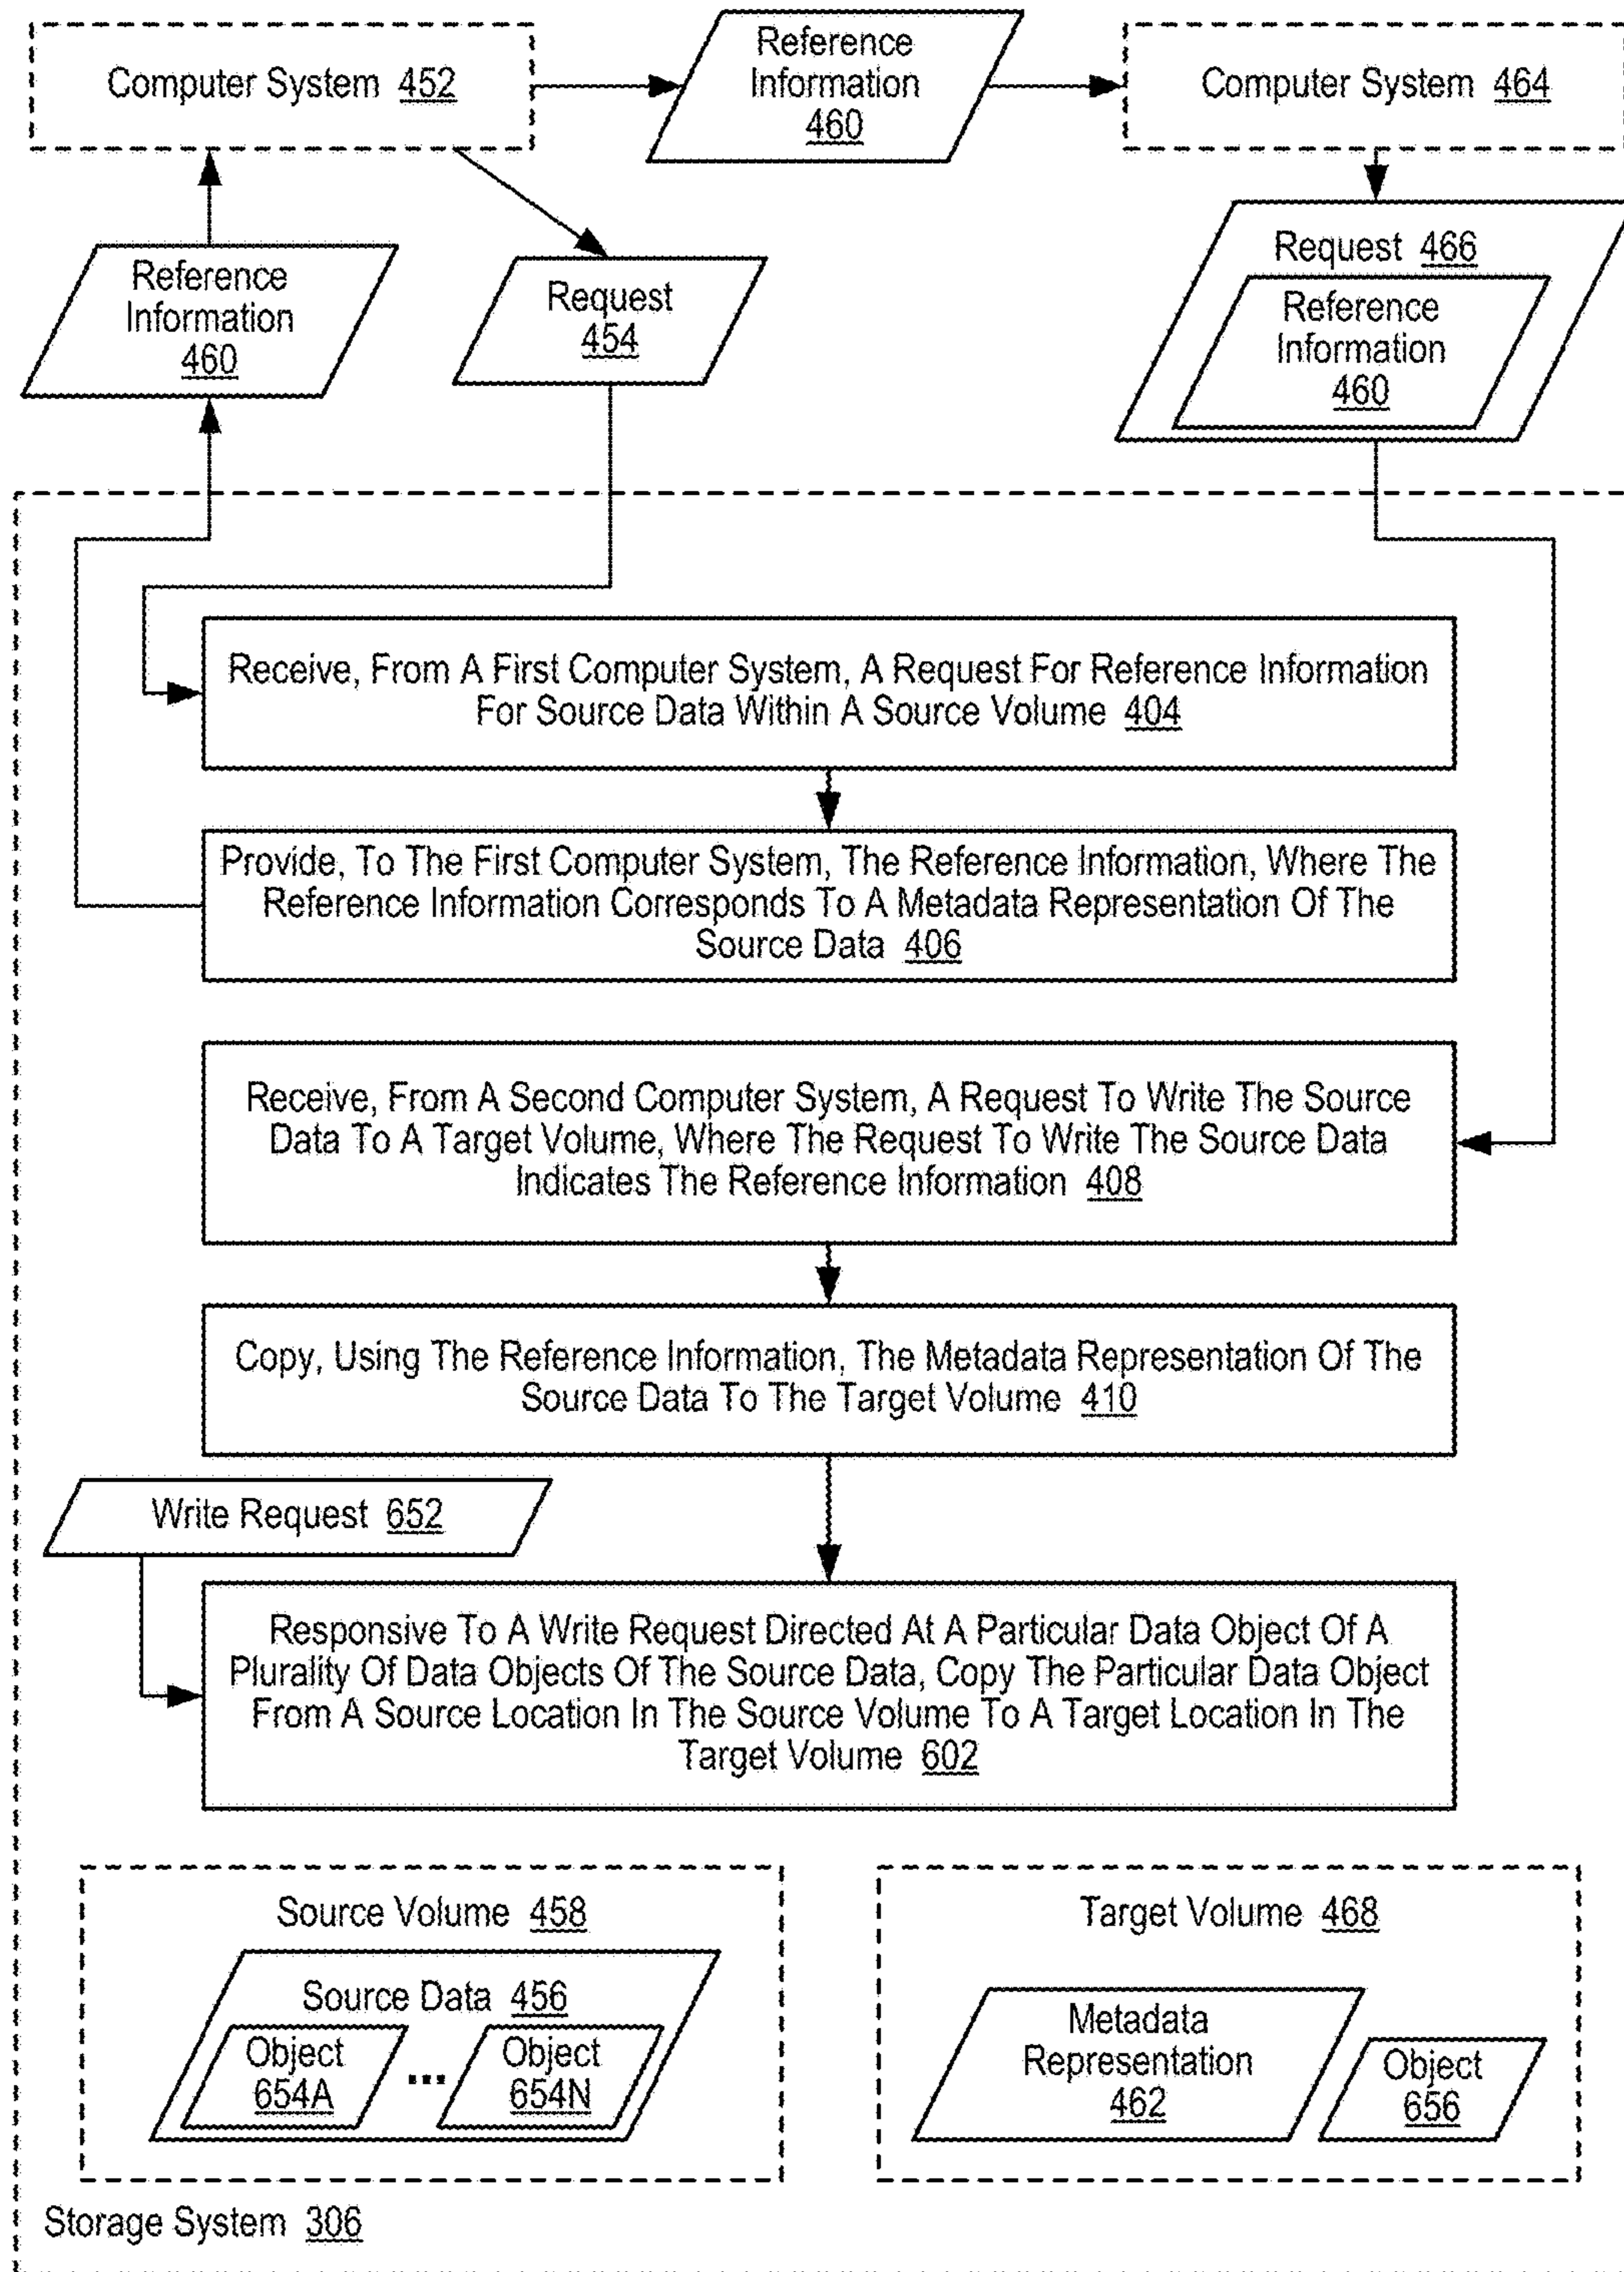 Computer System 452
Reference
Information
460
Computer System 464
Reference
Information
460
Request
454
Request 466
Reference
Information
460
Receive, From A First Computer System, A Request For Reference Information
For Source Data Within A Source Volume 404
Provide, To The First Computer System, The Reference Information, Where The
Reference Information Corresponds To A Metadata Representation Of The
Source Data 406
Receive, From A Second Computer System, A Request To Write The Source
Data To A Target Volume, Where The Request To Write The Source Data
Indicates The Reference Information 408
Copy, Using The Reference Information, The Metadata Representation Of The
Source Data To The Target Volume 410
Write Request 652
Responsive To A Write Request Directed At A Particular Data Object Of A
Plurality Of Data Objects Of The Source Data, Copy The Particular Data Object
From A Source Location In The Source Volume To A Target Location In The
Target Volume 602
Source Volume 458
Source Data 456
Object
654A
...
Object
654N
Target Volume 468
Metadata
Representation
462
Object
656
Storage System 306